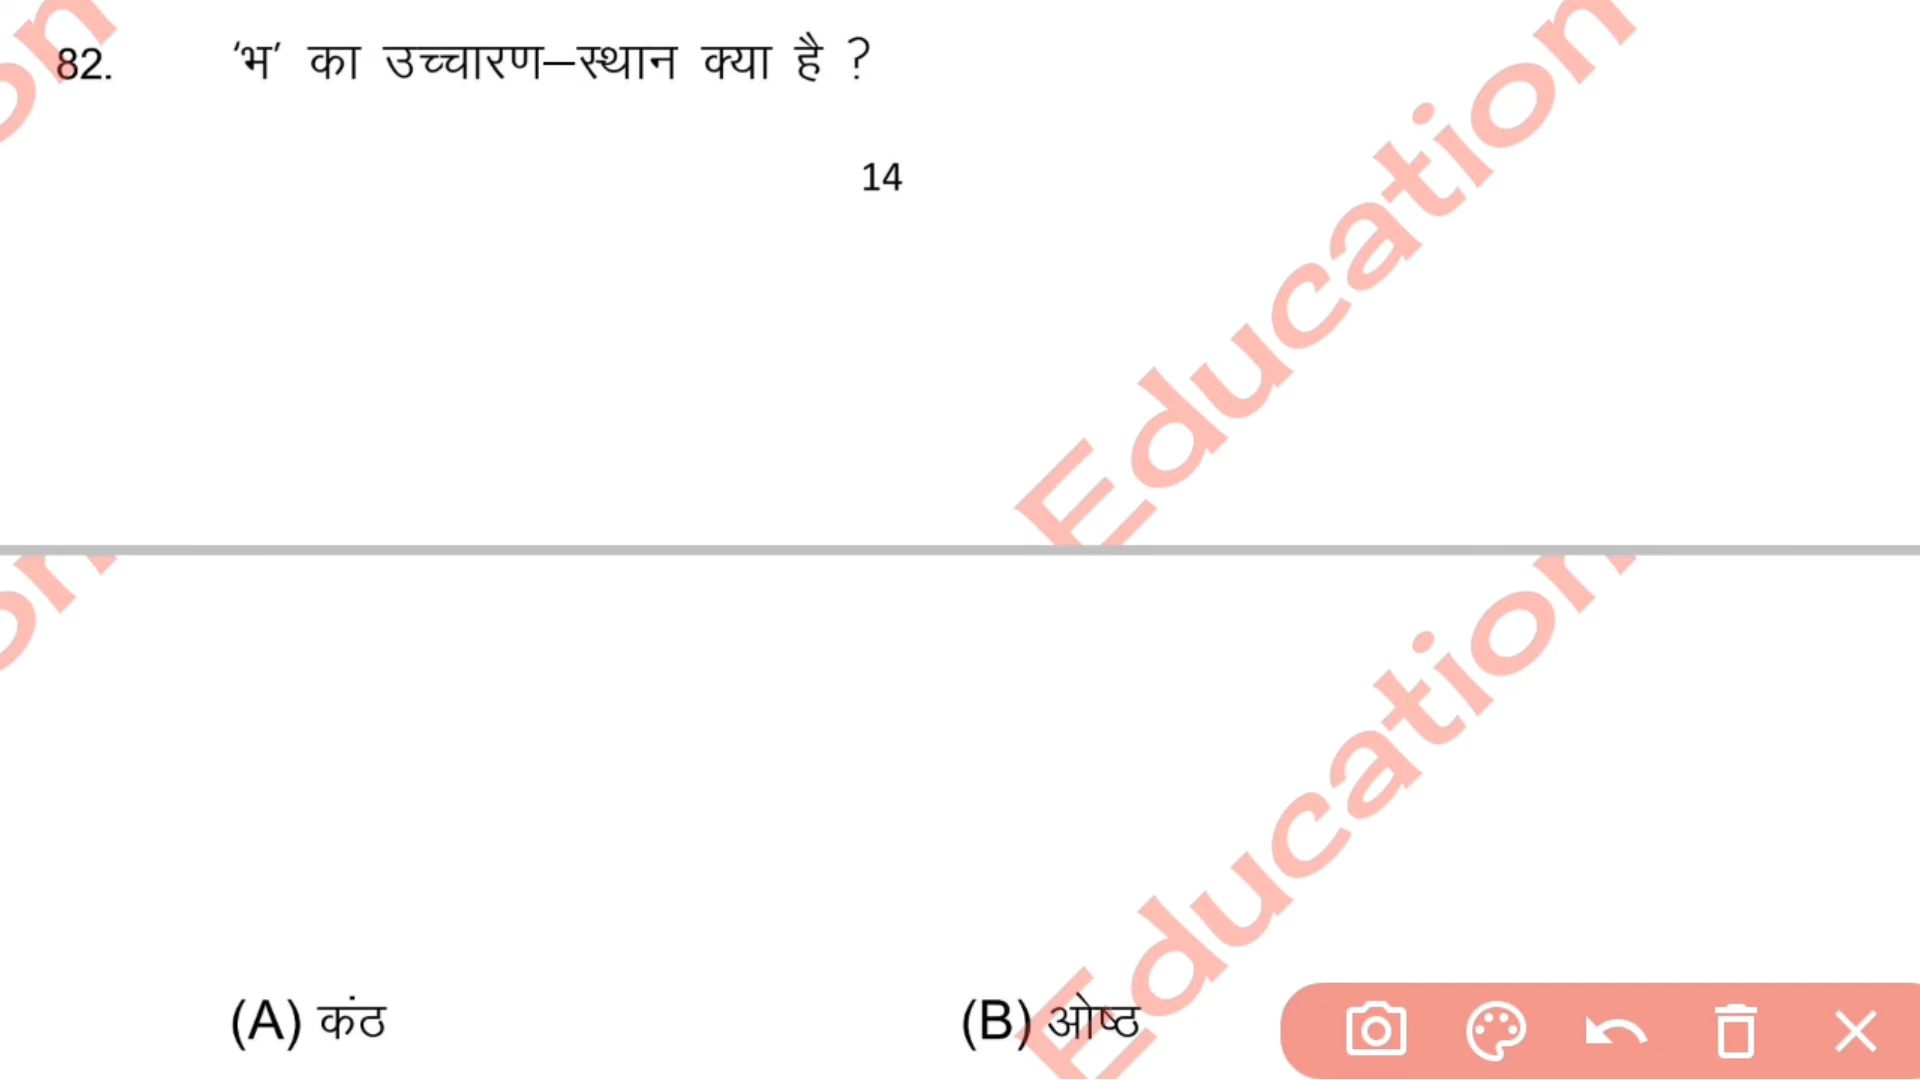 82. ‘भ’ का उच्चारण–स्थान क्या है ?
14
Education
Education
(A) कंठ
(B) ओष्ठ